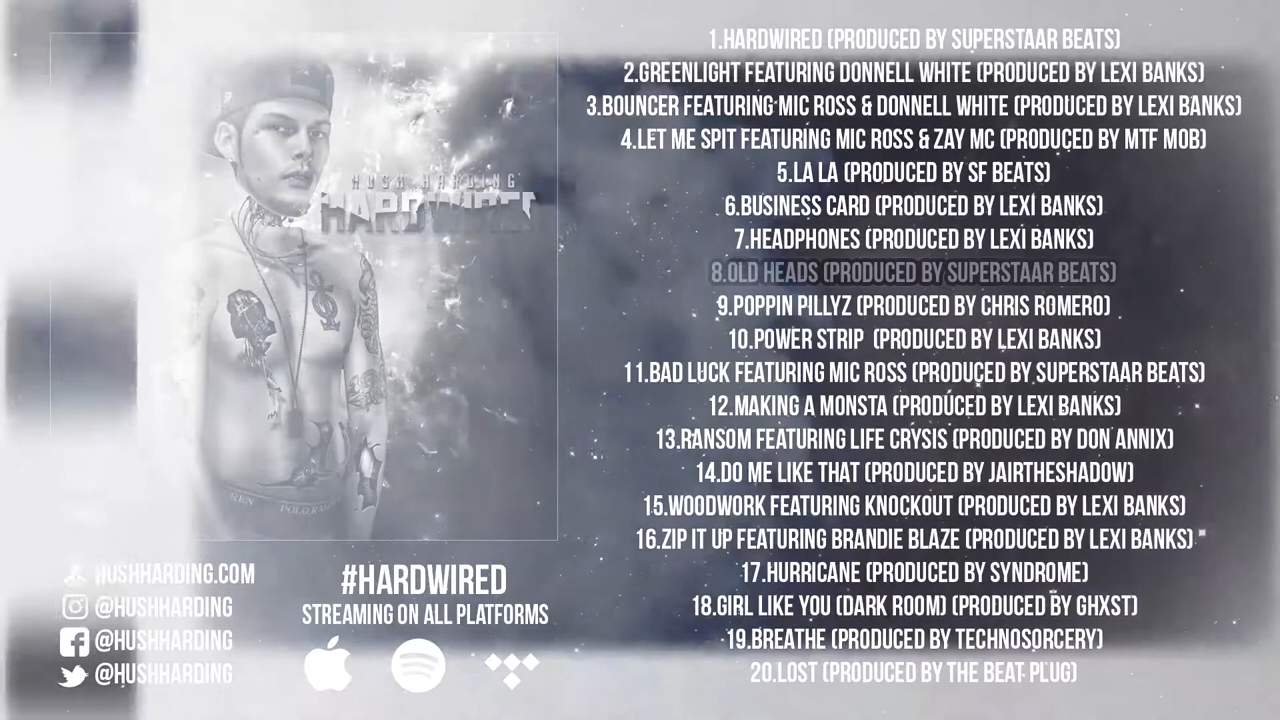 HUSH HARDING
HARDWIRED
REN
POLO RA
HUSHHARDING.COM
@HUSHHARDING
@HUSHHARDING
@HUSHHARDING
#HARDWIRED
STREAMING ON ALL PLATFORMS
1.HARDWIRED (PRODUCED BY SUPERSTAAR BEATS)
2.GREENLIGHT FEATURING DONNELL WHITE (PRODUCED BY LEXI BANKS)
3.BOUNCER FEATURING MIC ROSS & DONNELL WHITE (PRODUCED BY LEXI BANKS)
4.LET ME SPIT FEATURING MIC ROSS & ZAY MC (PRODUCED BY MTF MOB)
5.LA LA (PRODUCED BY SF BEATS)
6.BUSINESS CARD (PRODUCED BY LEXI BANKS)
7.HEADPHONES (PRODUCED BY LEXI BANKS)
8.OLD HEADS (PRODUCED BY SUPERSTAAR BEATS)
9.POPPIN PILLYZ (PRODUCED BY CHRIS ROMERO)
10.POWER STRIP (PRODUCED BY LEXI BANKS)
11.BAD LUCK FEATURING MIC ROSS (PRODUCED BY SUPERSTAAR BEATS)
12.MAKING A MONSTA (PRODUCED BY LEXI BANKS)
13.RANSOM FEATURING LIFE CRYSIS (PRODUCED BY DON ANNIX)
14.DO ME LIKE THAT (PRODUCED BY JAIRTHESHADOW)
15.WOODWORK FEATURING KNOCKOUT (PRODUCED BY LEXI BANKS)
16.ZIP IT UP FEATURING BRANDIE BLAZE (PRODUCED BY LEXI BANKS)
17.HURRICANE (PRODUCED BY SYNDROME)
18.GIRL LIKE YOU (DARK ROOM) (PRODUCED BY GHXST)
19.BREATHE (PRODUCED BY TECHNOSORCERY)
20.LOST (PRODUCED BY THE BEAT PLUG)